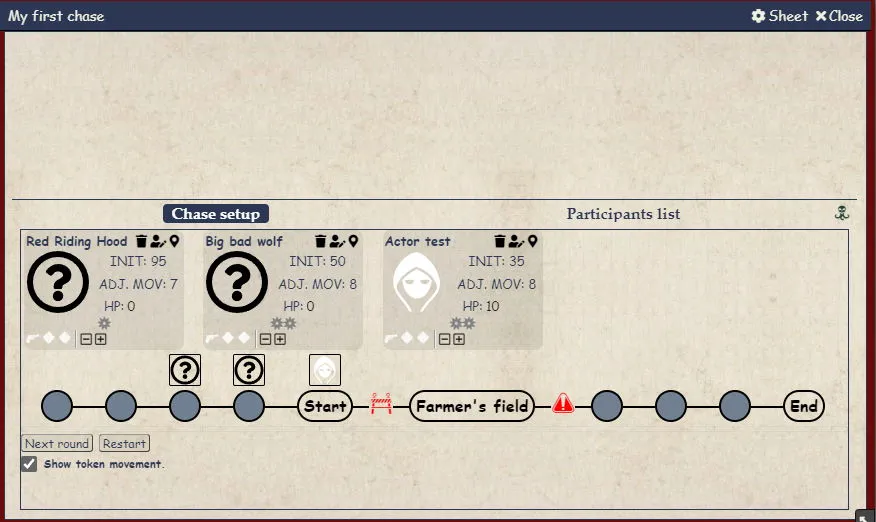 My first chase Sheet Close
Chase setup Participants list
Red Riding Hood Big bad wolf Actor test
INIT: 95 INIT: 50 INIT: 35
ADJ. MOV: 7 ADJ. MOV: 8 ADJ. MOV: 8
HP: 0 HP: 0 HP: 10
Start Farmer's field End
Next round Restart
Show token movement.